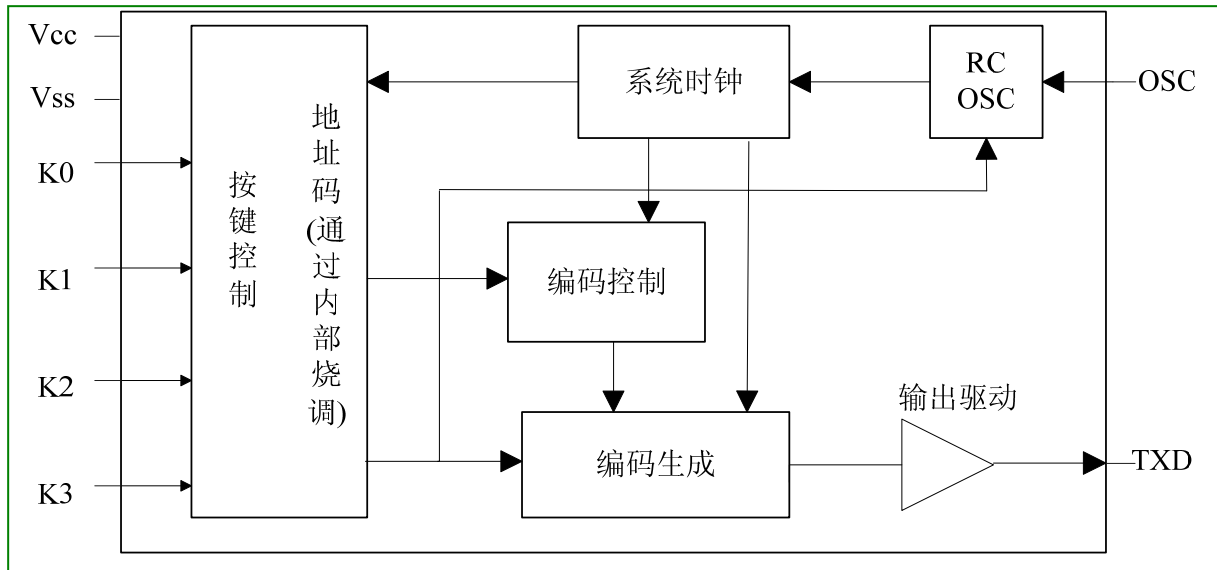 Vcc
Vss
K0
K1
K2
K3
按键控制
地址码(通过内部烧调)
系统时钟
RC
OSC
OSC
编码控制
编码生成
输出驱动
TXD